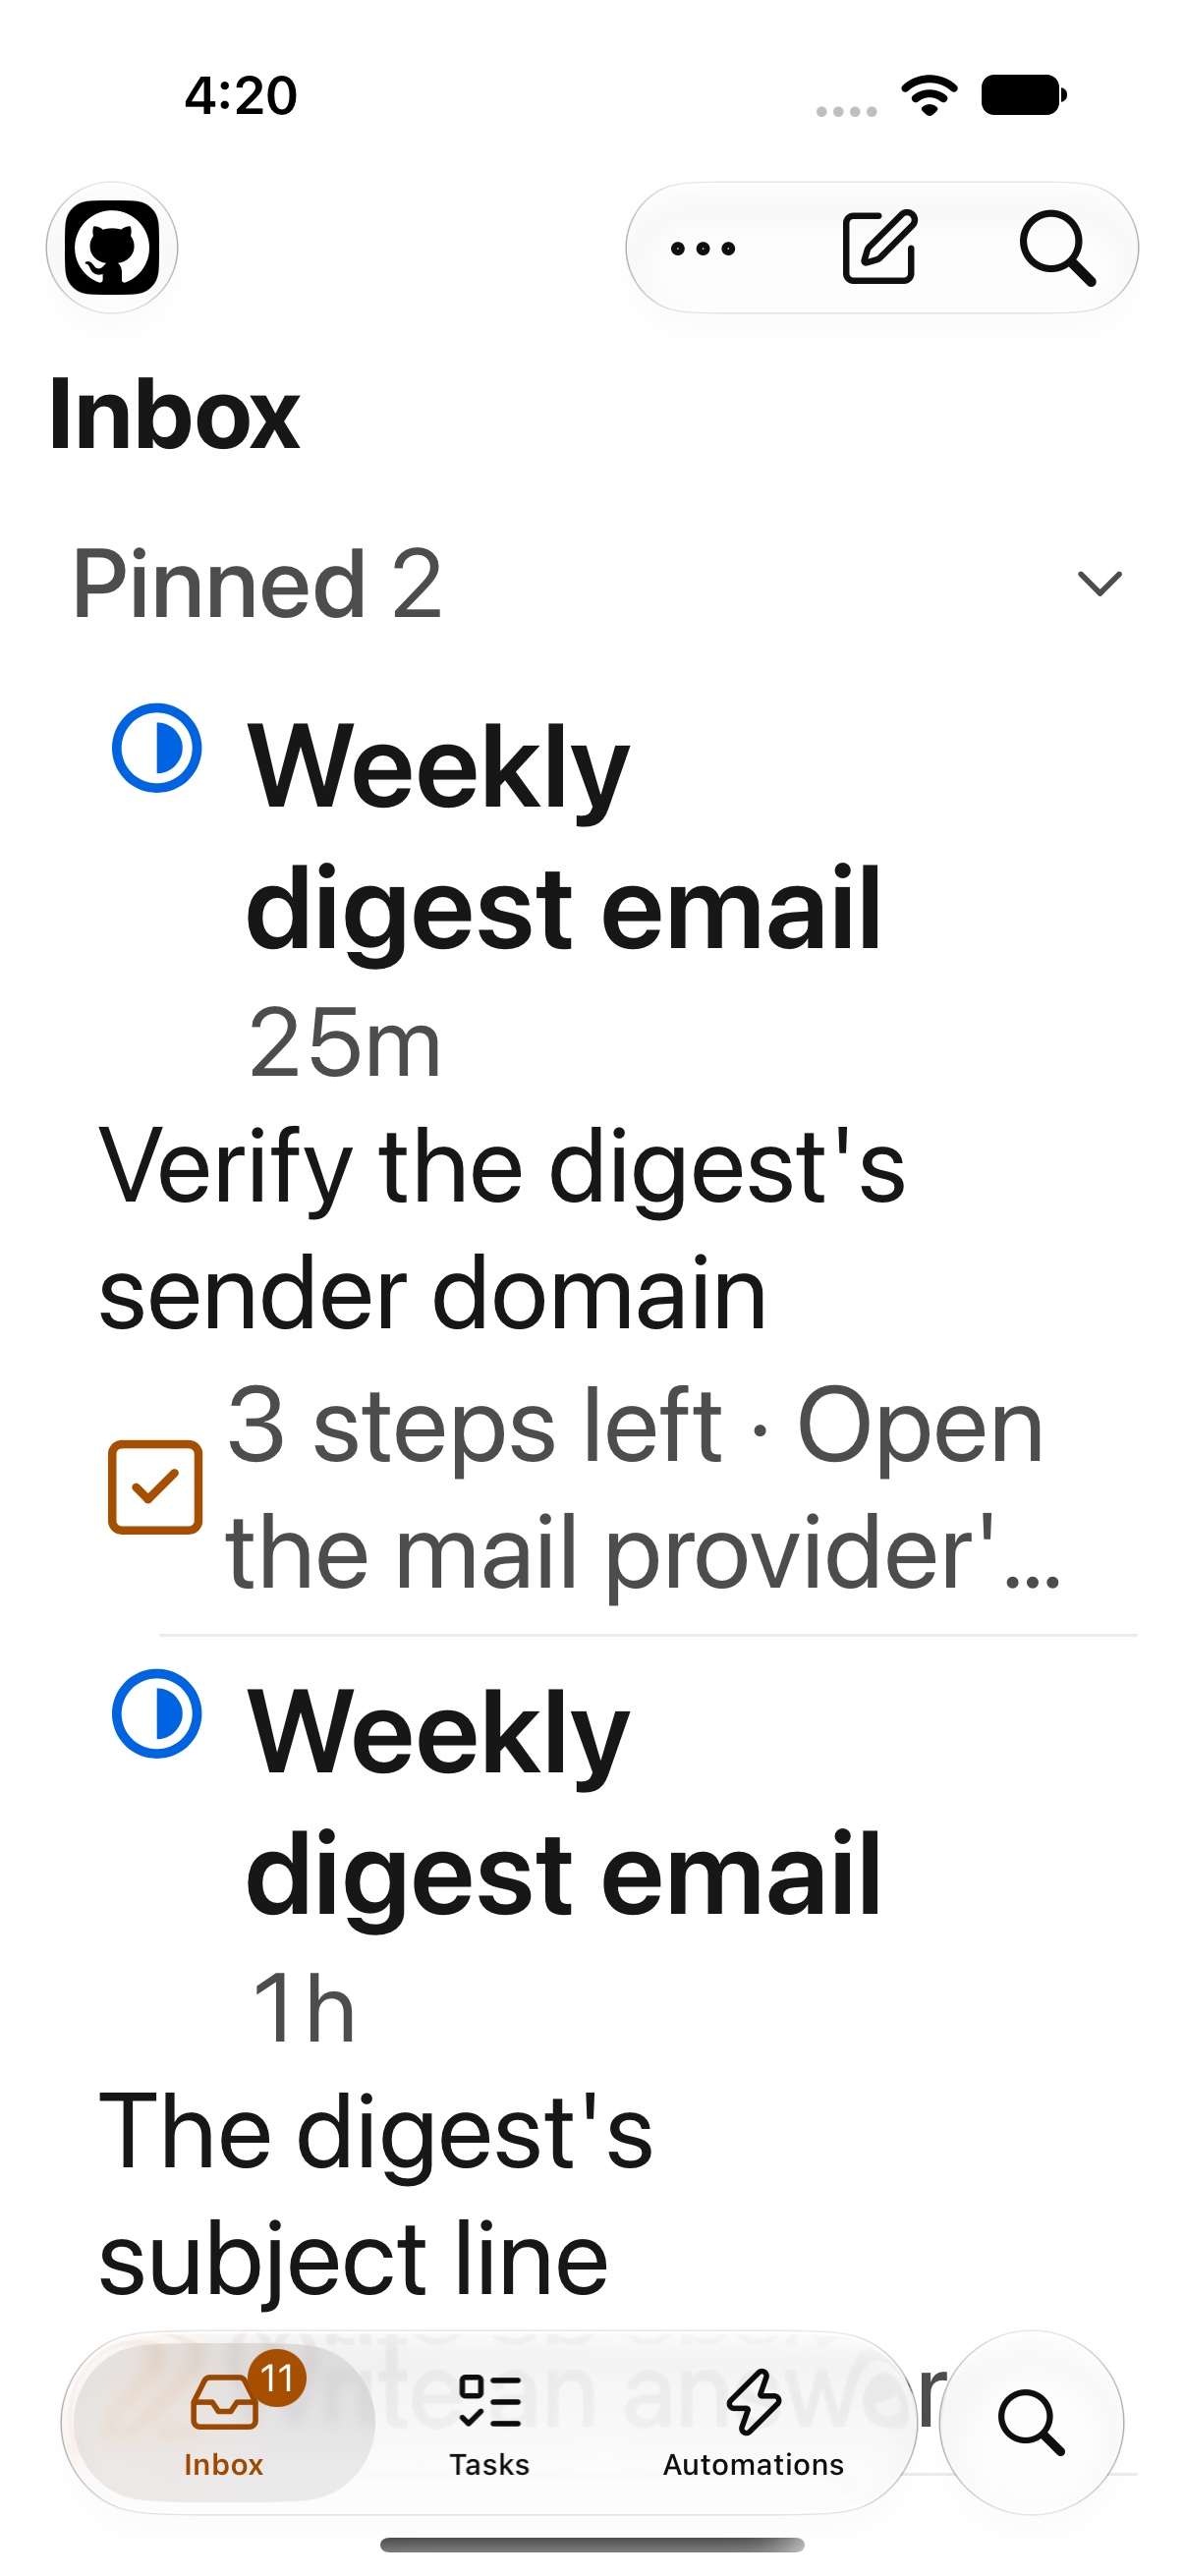 4:20
Inbox
Pinned 2
Weekly
digest email
25m
Verify the digest's
sender domain
3 steps left · Open
the mail provider'...
Weekly
digest email
1h
The digest's
subject line
11
Inbox
Tasks
Automations